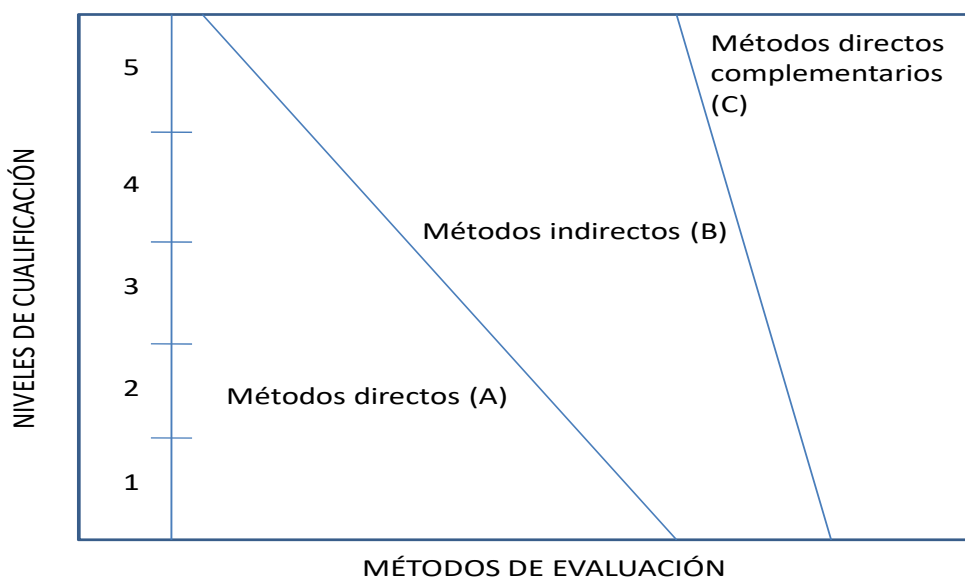 NIVELES DE CUALIFICACIÓN
5
4
3
2
1
Métodos directos
complementarios
(C)
Métodos indirectos (B)
Métodos directos (A)
MÉTODOS DE EVALUACIÓN